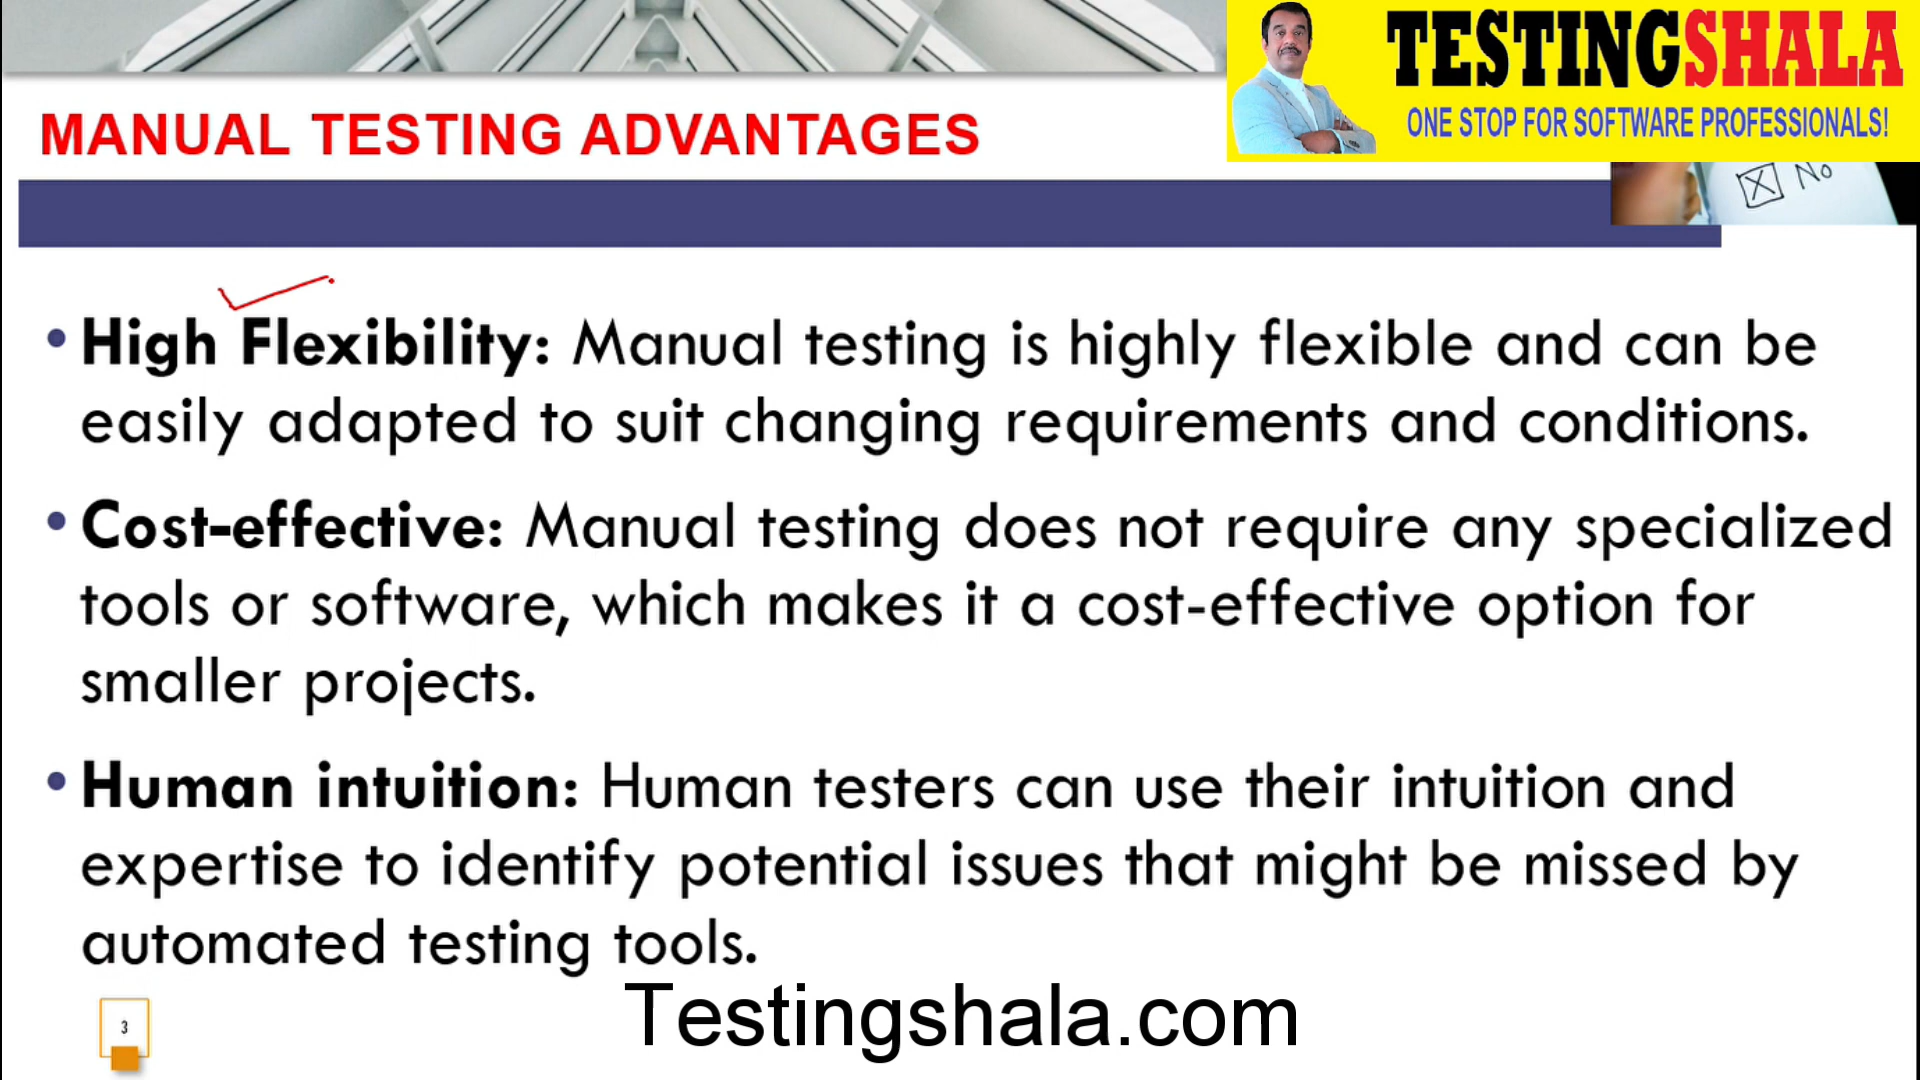 TESTINGSHALA
ONE STOP FOR SOFTWARE PROFESSIONALS!
MANUAL TESTING ADVANTAGES
No
• High Flexibility: Manual testing is highly flexible and can be
easily adapted to suit changing requirements and conditions.
• Cost-effective: Manual testing does not require any specialized
tools or software, which makes it a cost-effective option for
smaller projects.
• Human intuition: Human testers can use their intuition and
expertise to identify potential issues that might be missed by
automated testing tools.
3
Testingshala.com